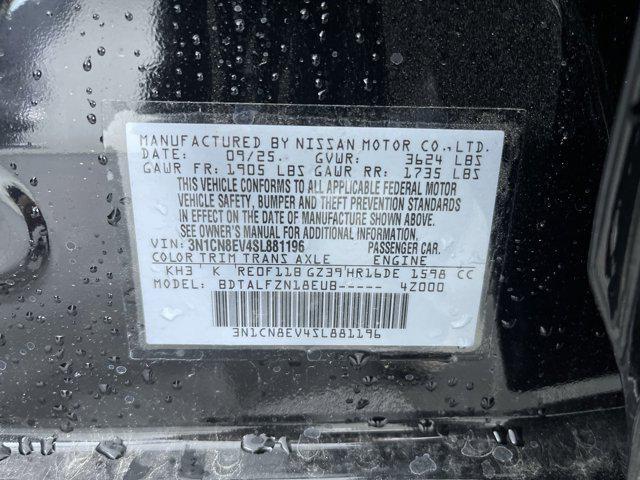 MANUFACTURED BY NISSAN MOTOR CO.,LTD.
DATE: 09/25. GVWR: 3624 LBS
GAWR FR: 1905 LBS GAWR RR: 1735 LBS
THIS VEHICLE CONFORMS TO ALL APPLICABLE FEDERAL MOTOR
VEHICLE SAFETY, BUMPER AND THEFT PREVENTION STANDARDS
IN EFFECT ON THE DATE OF MANUFACTURE SHOWN ABOVE.
SEE OWNER'S MANUAL FOR ADDITIONAL INFORMATION.
VIN: 3N1CN8EV4SL881196 PASSENGER CAR.
COLOR TRIM TRANS AXLE ENGINE
KH3 K RE0F11B GZ39 HR16DE 1598 CC
MODEL: BDTALFZN18EUB----- 4Z000
3N1CN8EV4SL881196